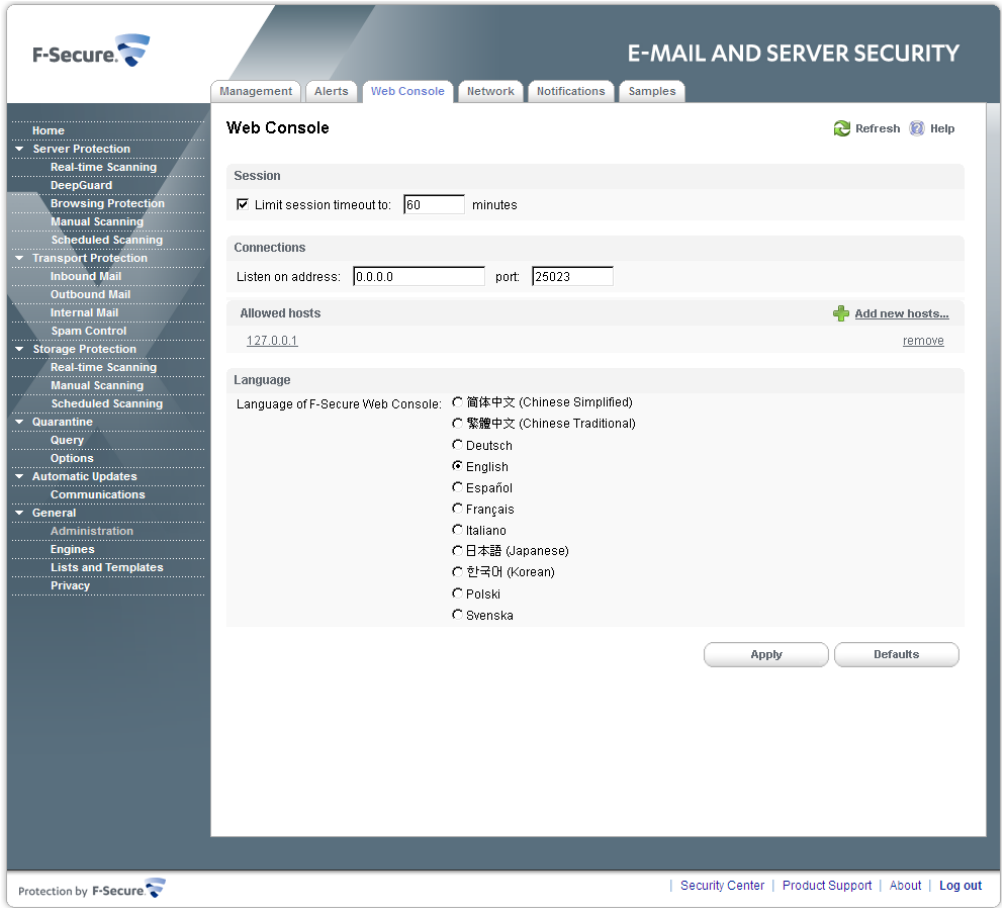 F-Secure.
E-MAIL AND SERVER SECURITY
Management Alerts Web Console Network Notifications Samples
Home
Server Protection
Real-time Scanning
DeepGuard
Browsing Protection
Manual Scanning
Scheduled Scanning
Transport Protection
Inbound Mail
Outbound Mail
Internal Mail
Spam Control
Storage Protection
Real-time Scanning
Manual Scanning
Scheduled Scanning
Quarantine
Query
Options
Automatic Updates
Communications
General
Administration
Engines
Lists and Templates
Privacy
Web Console
Refresh Help
Session
Limit session timeout to: 60 minutes
Connections
Listen on address: 0.0.0.0 port: 25023
Allowed hosts Add new hosts...
127.0.0.1 remove
Language
Language of F-Secure Web Console: 简体中文 (Chinese Simplified)
繁體中文 (Chinese Traditional)
Deutsch
English
Español
Français
Italiano
日本語 (Japanese)
한국어 (Korean)
Polski
Svenska
Apply Defaults
Protection by F-Secure
| Security Center | Product Support | About | Log out